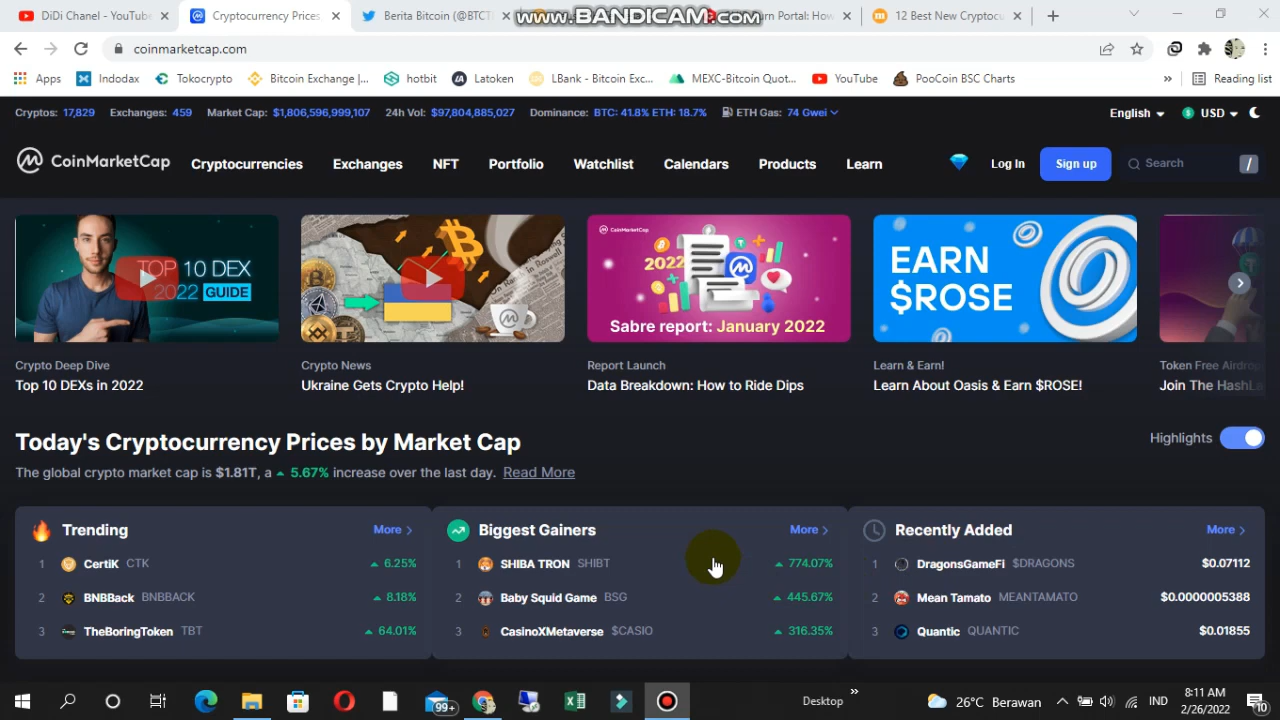 DiDi Chanel - YouTube
Cryptocurrency Prices
Berita Bitcoin (@BTCT
www.BANDICAM.com
rn Portal: How
12 Best New Cryptocu
coinmarketcap.com
Apps
Indodax
Tokocrypto
Bitcoin Exchange |...
hotbit
Latoken
LBank - Bitcoin Exc...
MEXC-Bitcoin Quot...
YouTube
PooCoin BSC Charts
Reading list
Cryptos: 17,829 Exchanges: 459 Market Cap: $1,806,596,999,107 24h Vol: $97,804,885,027 Dominance: BTC: 41.8% ETH: 18.7% ETH Gas: 74 Gwei
English USD
CoinMarketCap
Cryptocurrencies Exchanges NFT Portfolio Watchlist Calendars Products Learn
Log In
Sign up
Search /
TOP 10 DEX
2022 GUIDE
CoinMarketCap
2022
Sabre report: January 2022
EARN
$ROSE
Crypto Deep Dive
Top 10 DEXs in 2022
Crypto News
Ukraine Gets Crypto Help!
Report Launch
Data Breakdown: How to Ride Dips
Learn & Earn!
Learn About Oasis & Earn $ROSE!
Token Free Airdrop
Join The HashL
Today's Cryptocurrency Prices by Market Cap
Highlights
The global crypto market cap is $1.81T, a 5.67% increase over the last day. Read More
Trending More
1 CertiK CTK 6.25%
2 BNBBack BNBBACK 8.18%
3 TheBoringToken TBT 64.01%
Biggest Gainers More
1 SHIBA TRON SHIBT 774.07%
2 Baby Squid Game BSG 445.67%
3 CasinoXMetaverse $CASIO 316.35%
Recently Added More
1 DragonsGameFi $DRAGONS $0.07112
2 Mean Tamato MEANTAMATO $0.0000005388
3 Quantic QUANTIC $0.01855
99+
Desktop
26°C Berawan
IND
8:11 AM
2/26/2022
10